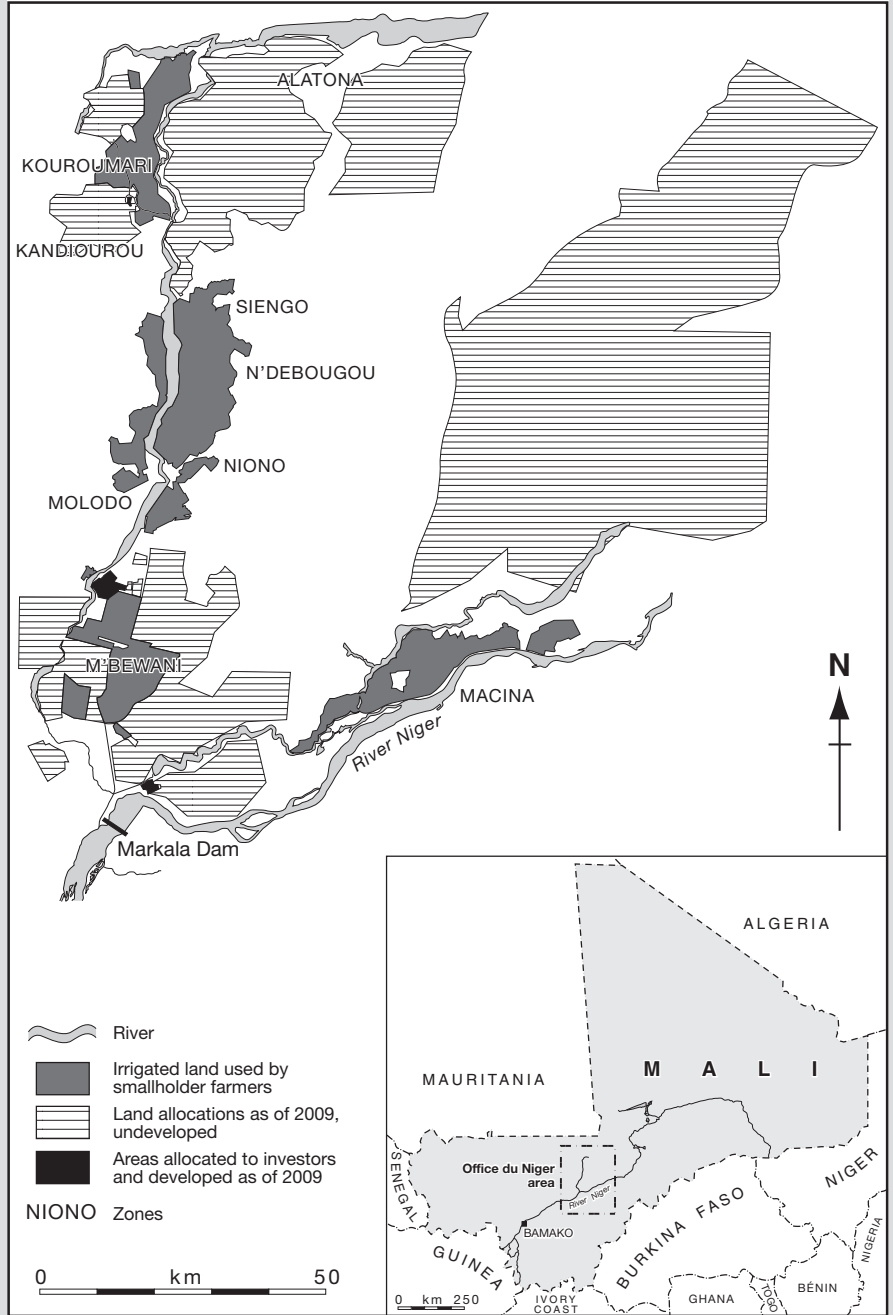 ALATONA
KOUROUMARI
KANDIOUROU
SIENGO
N'DEBOUGOU
NIONO
MOLODO
M'BEWANI
MACINA
River Niger
N
Markala Dam
River
Irrigated land used by
smallholder farmers
Land allocations as of 2009,
undeveloped
Areas allocated to investors
and developed as of 2009
NIONO Zones
0 km 50
ALGERIA
MAURITANIA
M A L I
SENEGAL
Office du Niger
area
River Niger
BAMAKO
NIGER
BURKINA FASO
GUINEA
NIGERIA
BÉNIN
TOGO
GHANA
IVORY
COAST
0 km 250